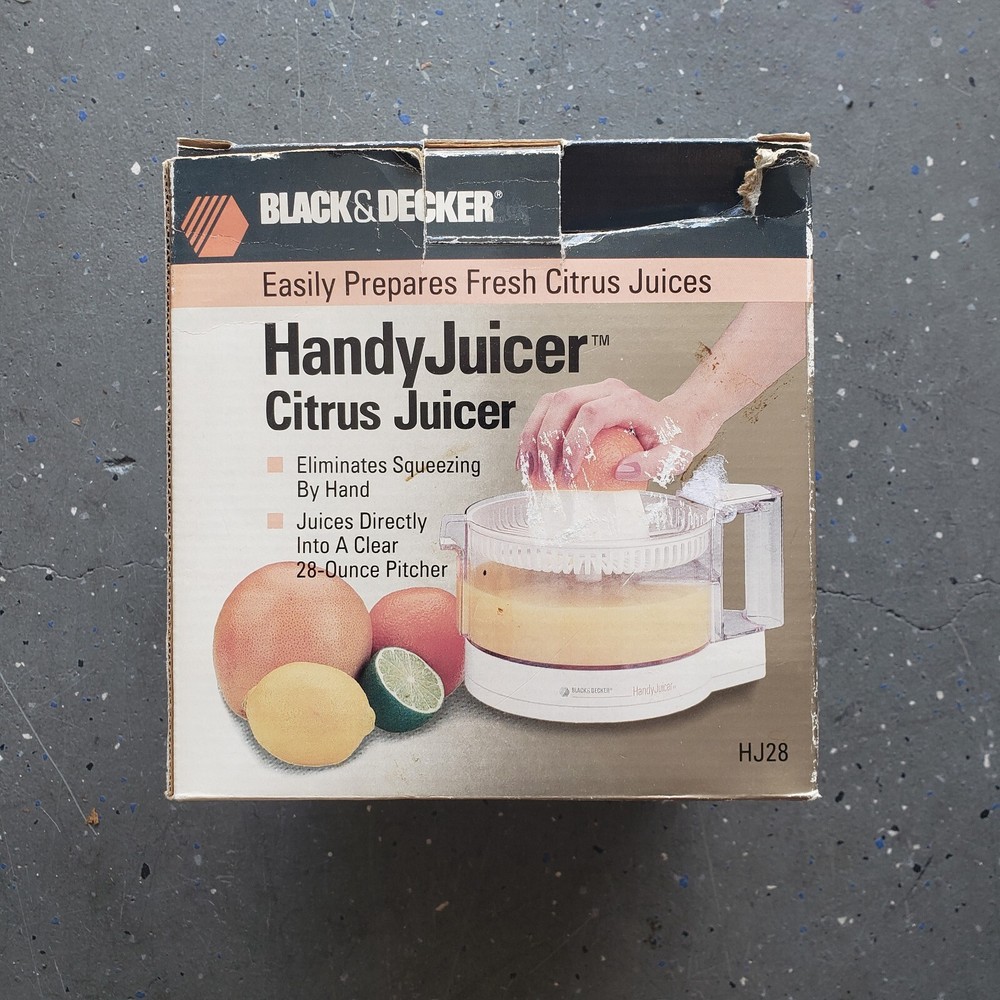 BLACK&DECKER®
Easily Prepares Fresh Citrus Juices
HandyJuicer™
Citrus Juicer
Eliminates Squeezing
By Hand
Juices Directly
Into A Clear
28-Ounce Pitcher
BLACK&DECKER® HandyJuicer™
HJ28